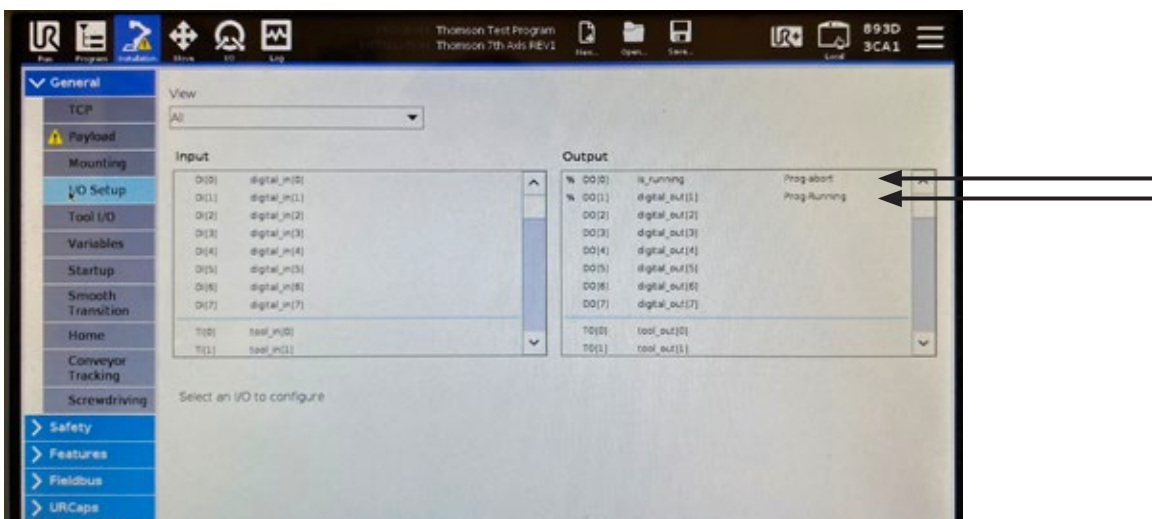 UR
Run Program Installation Move I/O Log
Thomson Test Program
Thomson 7th Axis REV1
New... Open... Save...
R+
Local
893D
3CA1
General
TCP
Payload
Mounting
I/O Setup
Tool I/O
Variables
Startup
Smooth
Transition
Home
Conveyor
Tracking
Screwdriving
Safety
Features
Fieldbus
URCaps
View
All
Input
DI[0] digital_in[0]
DI[1] digital_in[1]
DI[2] digital_in[2]
DI[3] digital_in[3]
DI[4] digital_in[4]
DI[5] digital_in[5]
DI[6] digital_in[6]
DI[7] digital_in[7]
TI[0] tool_in[0]
TI[1] tool_in[1]
Output
DO[0] is_running Prog-abort
DO[1] digital_out[1] Prog-Running
DO[2] digital_out[2]
DO[3] digital_out[3]
DO[4] digital_out[4]
DO[5] digital_out[5]
DO[6] digital_out[6]
DO[7] digital_out[7]
TO[0] tool_out[0]
TO[1] tool_out[1]
Select an I/O to configure